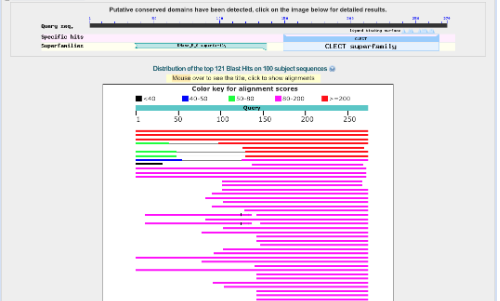 Putative conserved domains have been detected, click on the image below for detailed results.
Query seq.
Specific hits
Superfamilies
CLECT superfamily
Distribution of the top 121 Blast Hits on 100 subject sequences
Mouse over to see the title, click to show alignments
Color key for alignment scores
<40 40-50 50-80 80-200 >=200
Query
1 50 100 150 200 250